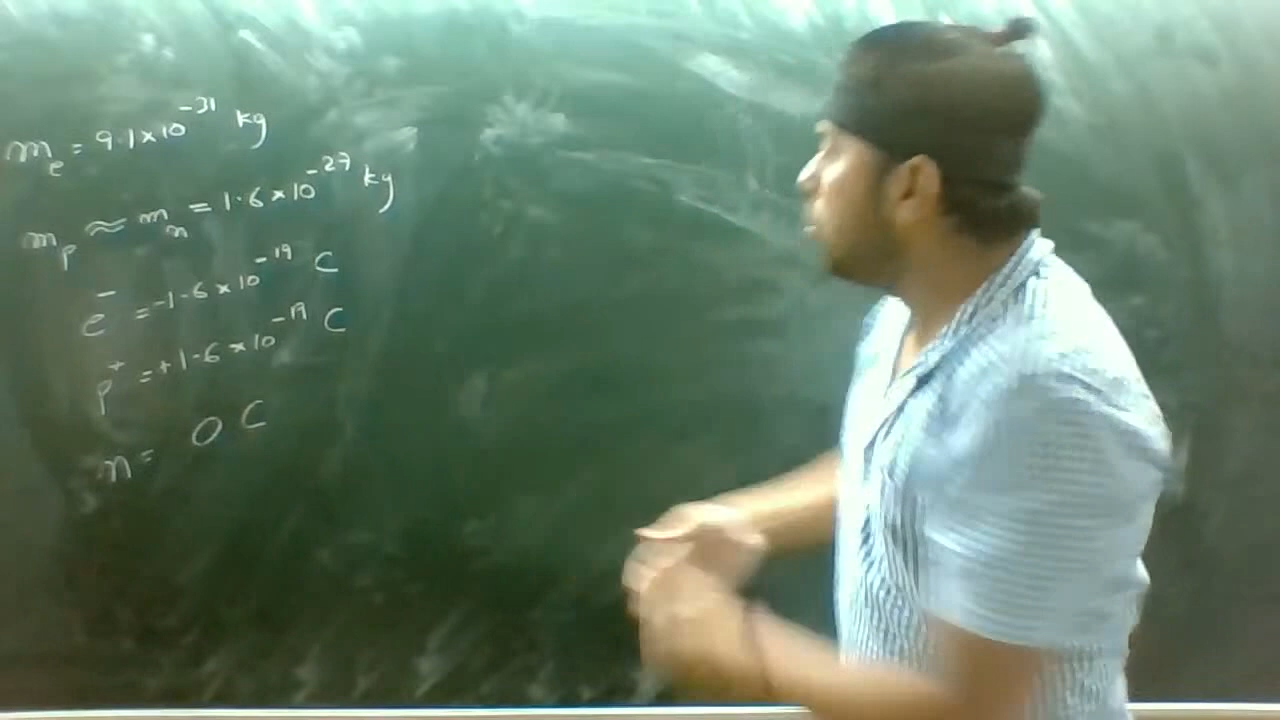 mₑ = 9.1×10⁻³¹ kg
mₚ ≈ mₙ = 1.6×10⁻²⁷ kg
e⁻ = -1.6×10⁻¹⁹ C
p⁺ = +1.6×10⁻¹⁹ C
n = 0 C